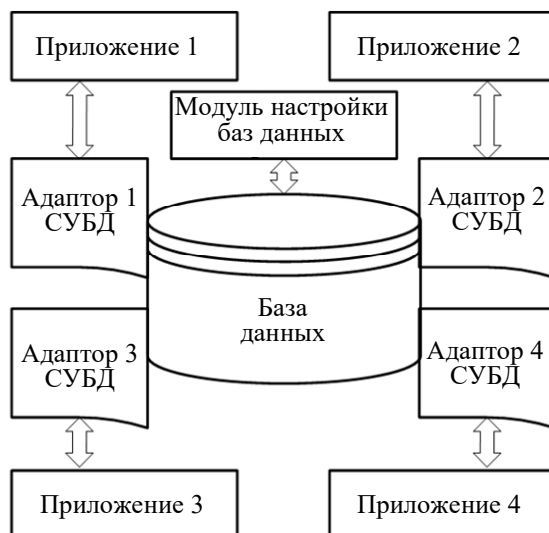 Приложение 1
Приложение 2
Модуль настройки
баз данных
Адаптор 1
СУБД
Адаптор 2
СУБД
База
данных
Адаптор 3
СУБД
Адаптор 4
СУБД
Приложение 3
Приложение 4